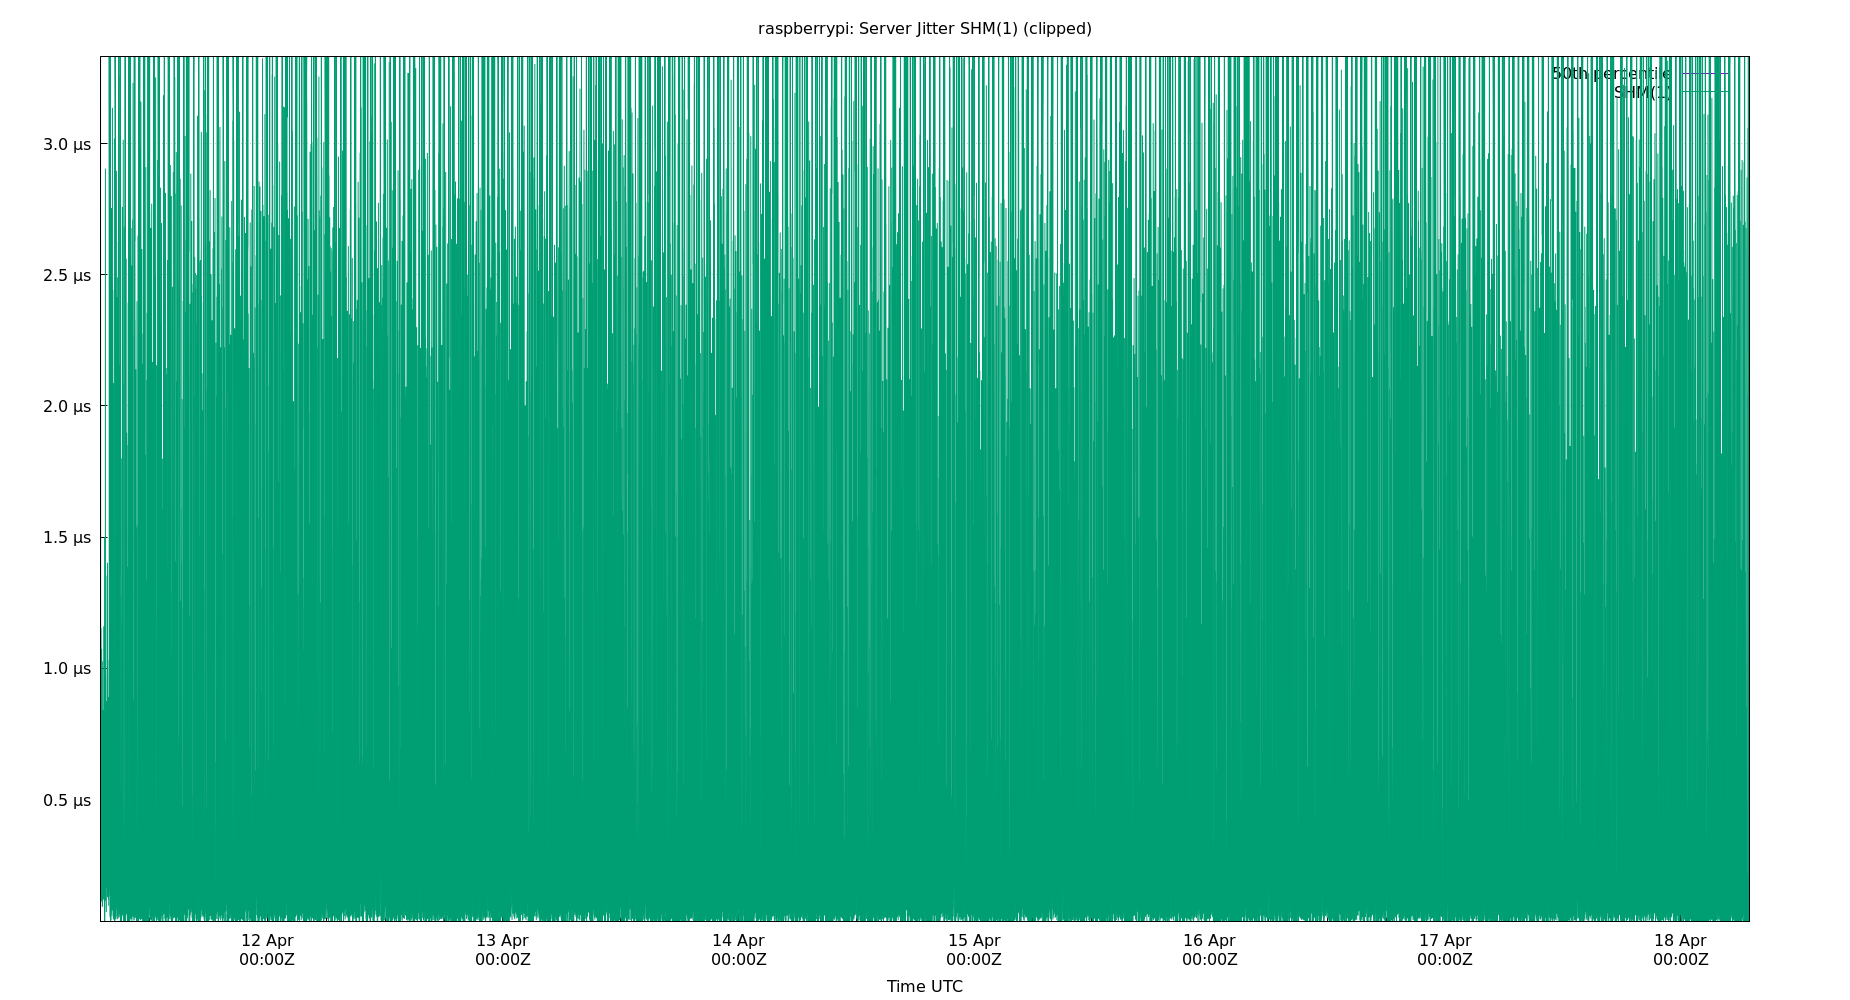 raspberrypi: Server Jitter SHM(1) (clipped)
50th percentile
SHM(1)
3.0 µs
2.5 µs
2.0 µs
1.5 µs
1.0 µs
0.5 µs
12 Apr 13 Apr 14 Apr 15 Apr 16 Apr 17 Apr 18 Apr
00:00Z 00:00Z 00:00Z 00:00Z 00:00Z 00:00Z 00:00Z
Time UTC